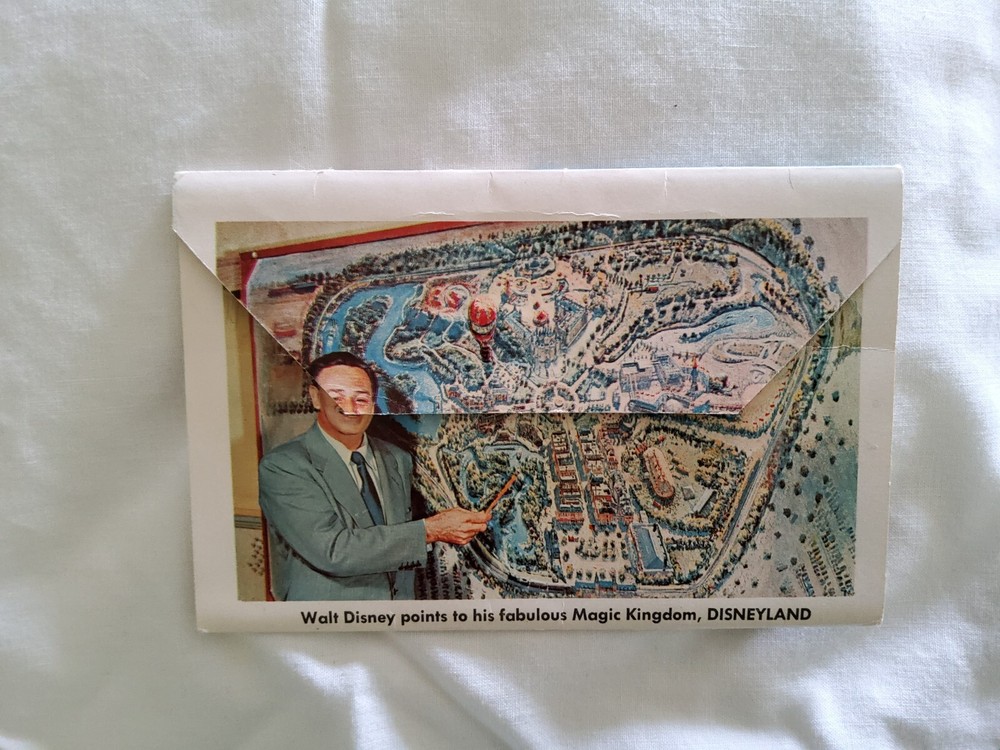 Walt Disney points to his fabulous Magic Kingdom, DISNEYLAND